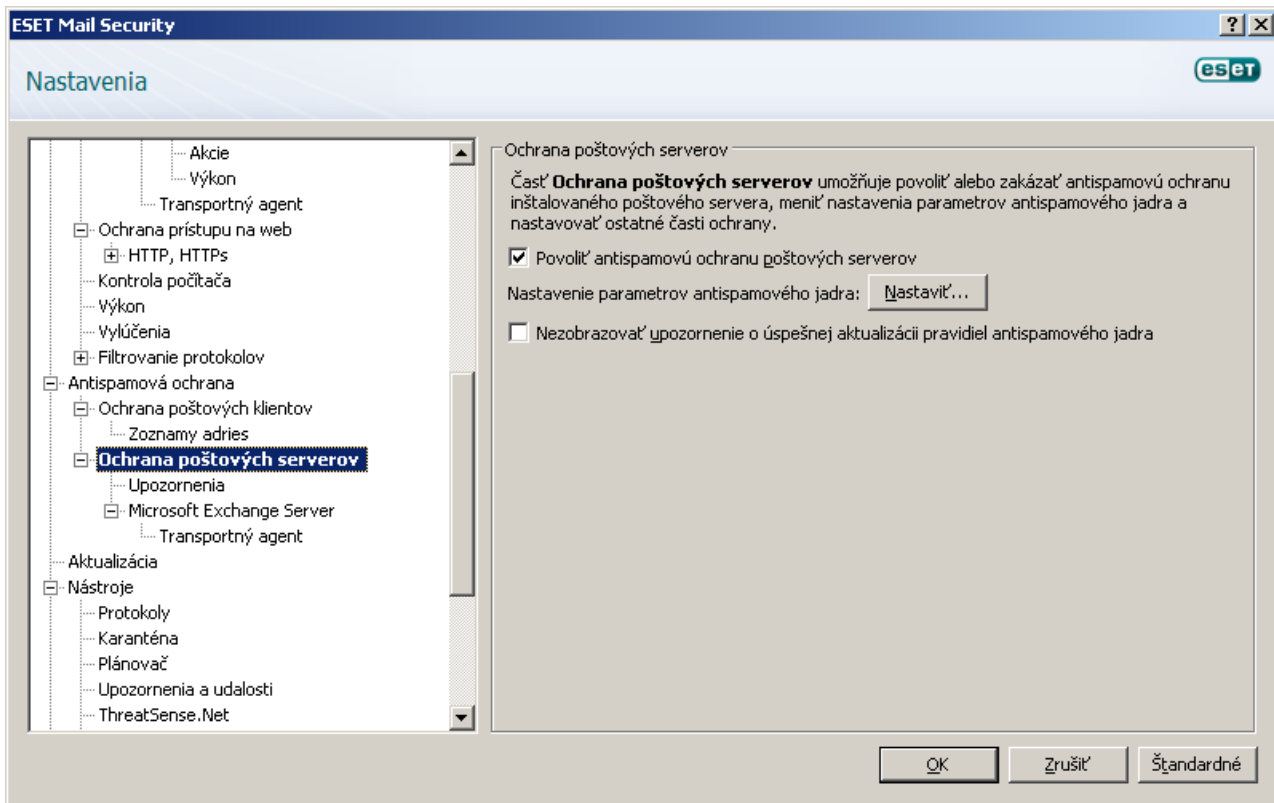 ESET Mail Security
Nastavenia
eset
Akcie
Výkon
Transportný agent
Ochrana prístupu na web
HTTP, HTTPs
Kontrola počítača
Výkon
Vylúčenia
Filtrovanie protokolov
Antispamová ochrana
Ochrana poštových klientov
Zoznamy adries
Ochrana poštových serverov
Upozornenia
Microsoft Exchange Server
Transportný agent
Aktualizácia
Nástroje
Protokoly
Karanténa
Plánovač
Upozornenia a udalosti
ThreatSense.Net
Ochrana poštových serverov
Časť Ochrana poštových serverov umožňuje povoliť alebo zakázať antispamovú ochranu
inštalovaného poštového servera, meniť nastavenia parametrov antispamového jadra a
nastavovať ostatné časti ochrany.
Povoliť antispamovú ochranu poštových serverov
Nastavenie parametrov antispamového jadra: Nastaviť...
Nezobrazovať upozornenie o úspešnej aktualizácii pravidiel antispamového jadra
OK Zrušiť Štandardné